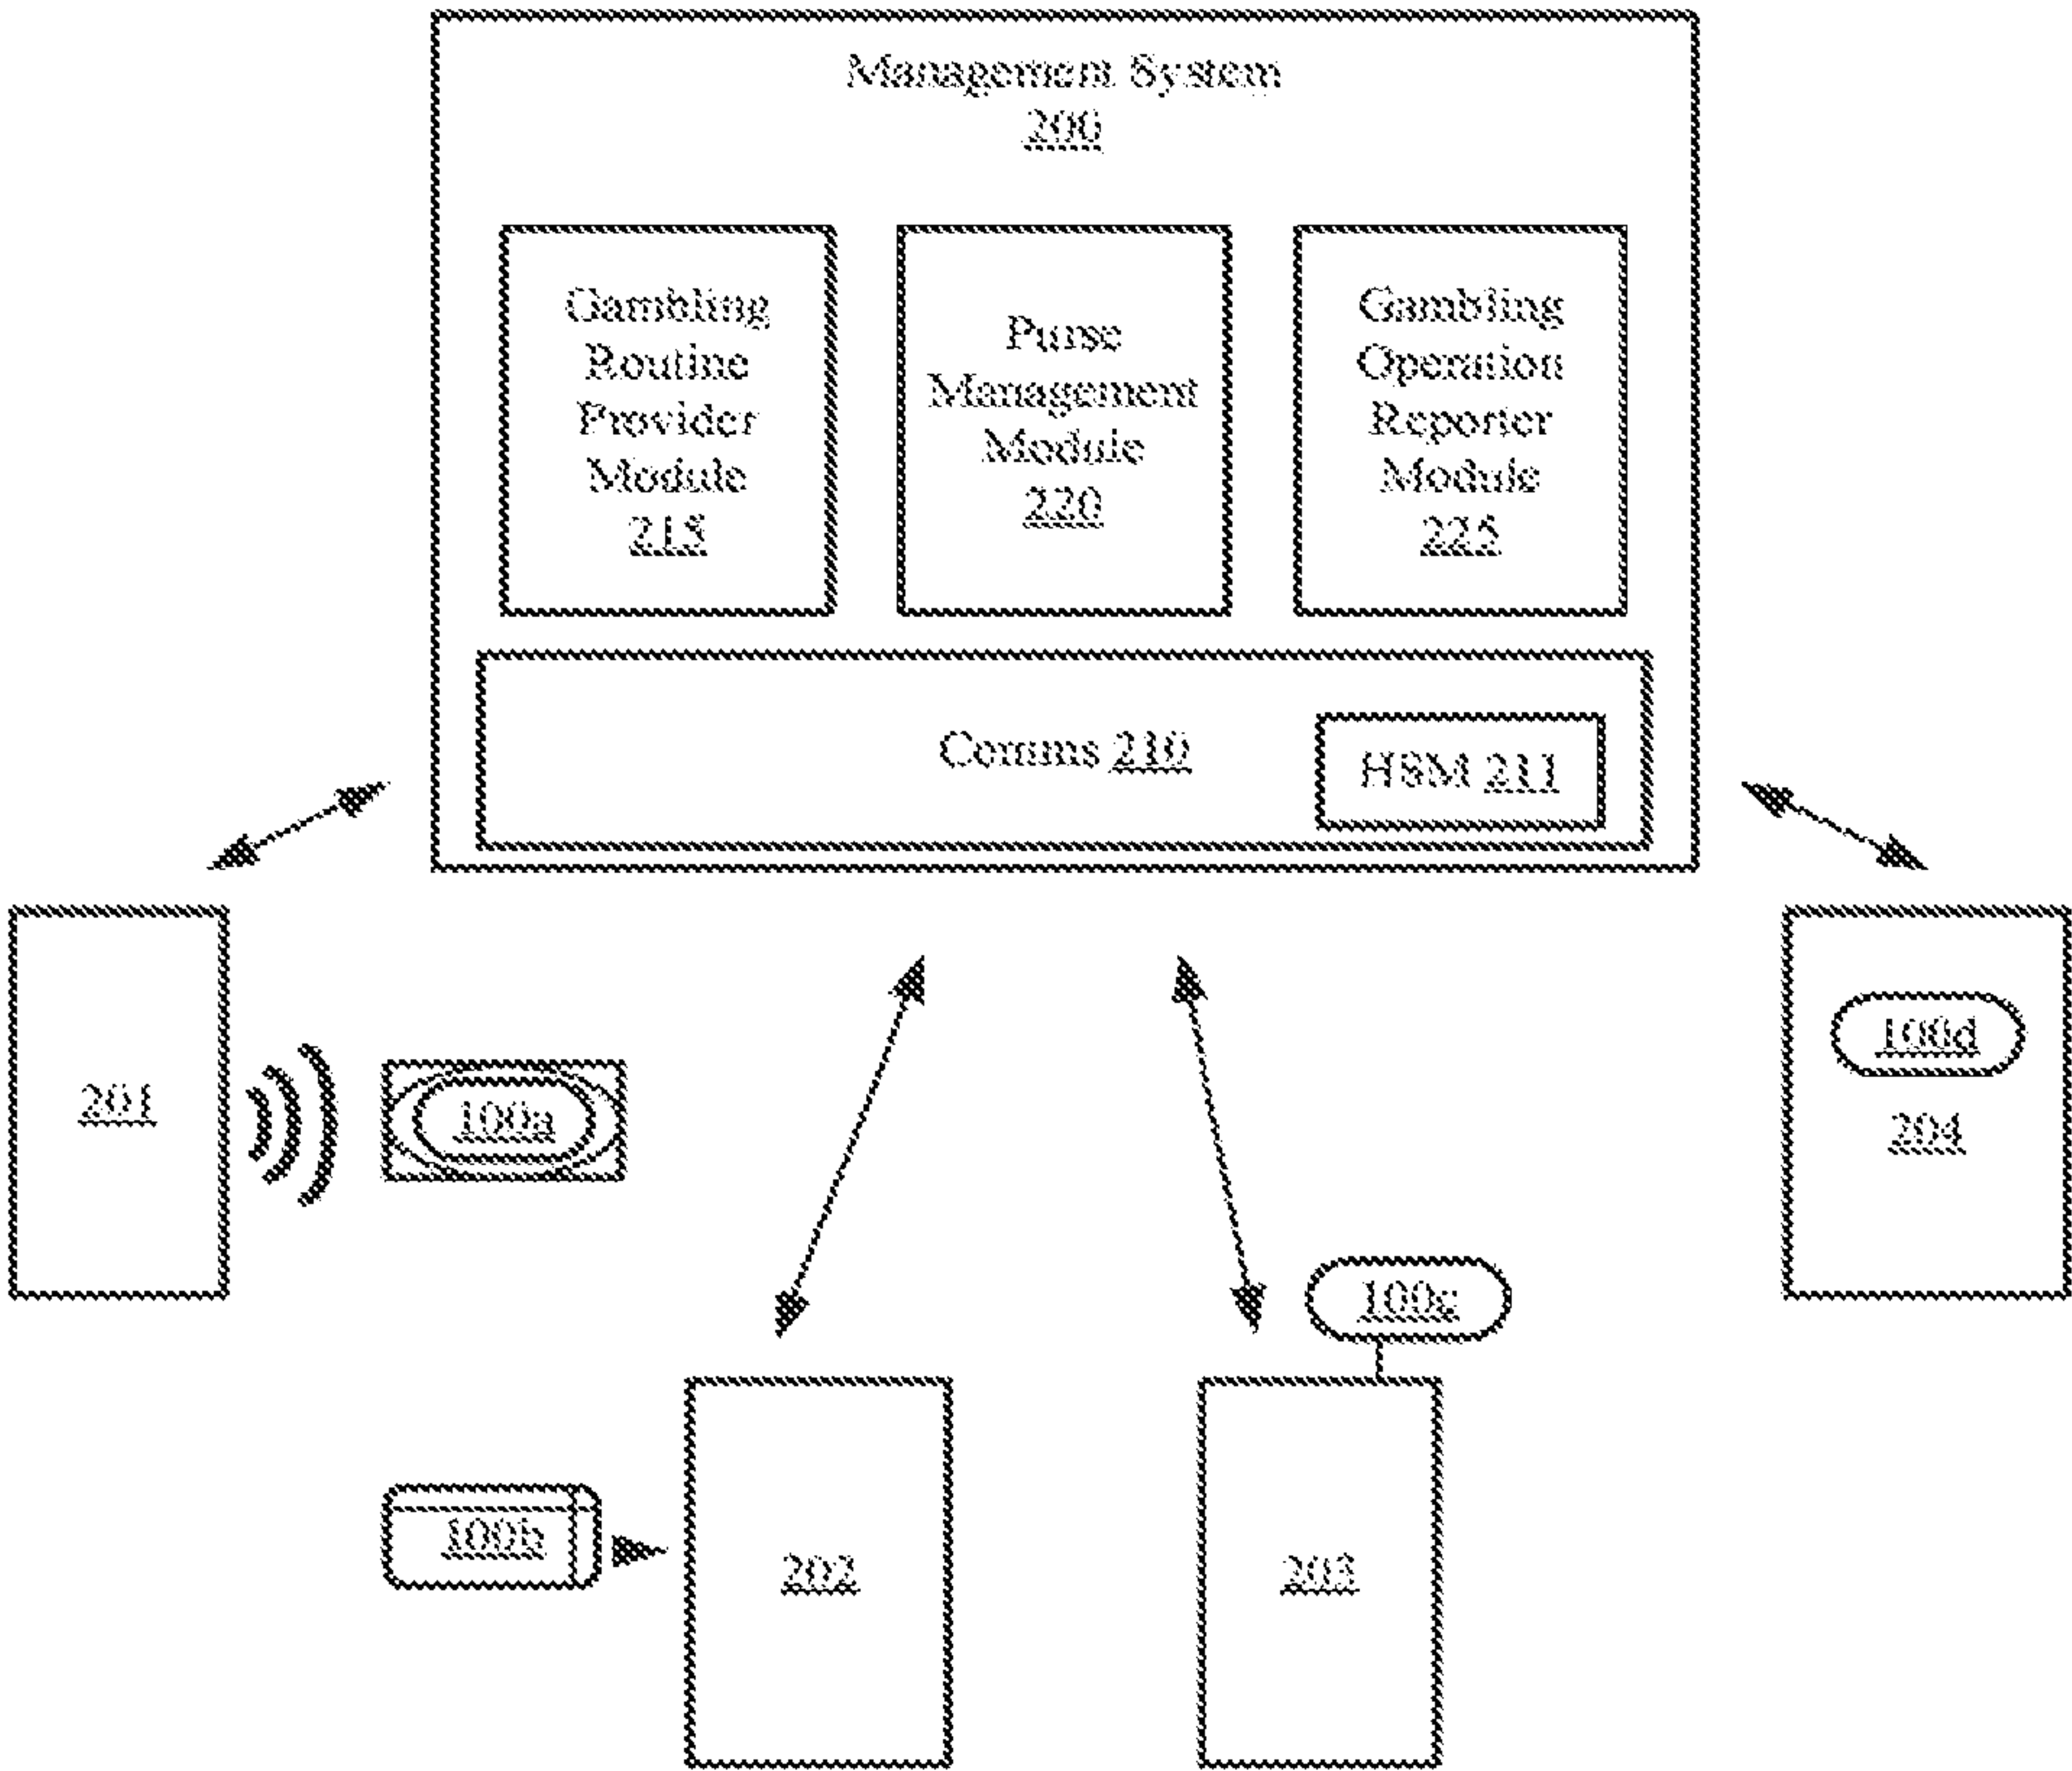 Management System
200
Gambling
Routine
Provider
Module
215
Purse
Management
Module
220
Gambling
Operation
Reporter
Module
225
Comms 210
HSM 211
201
100a
100d
204
100c
100b
202
203